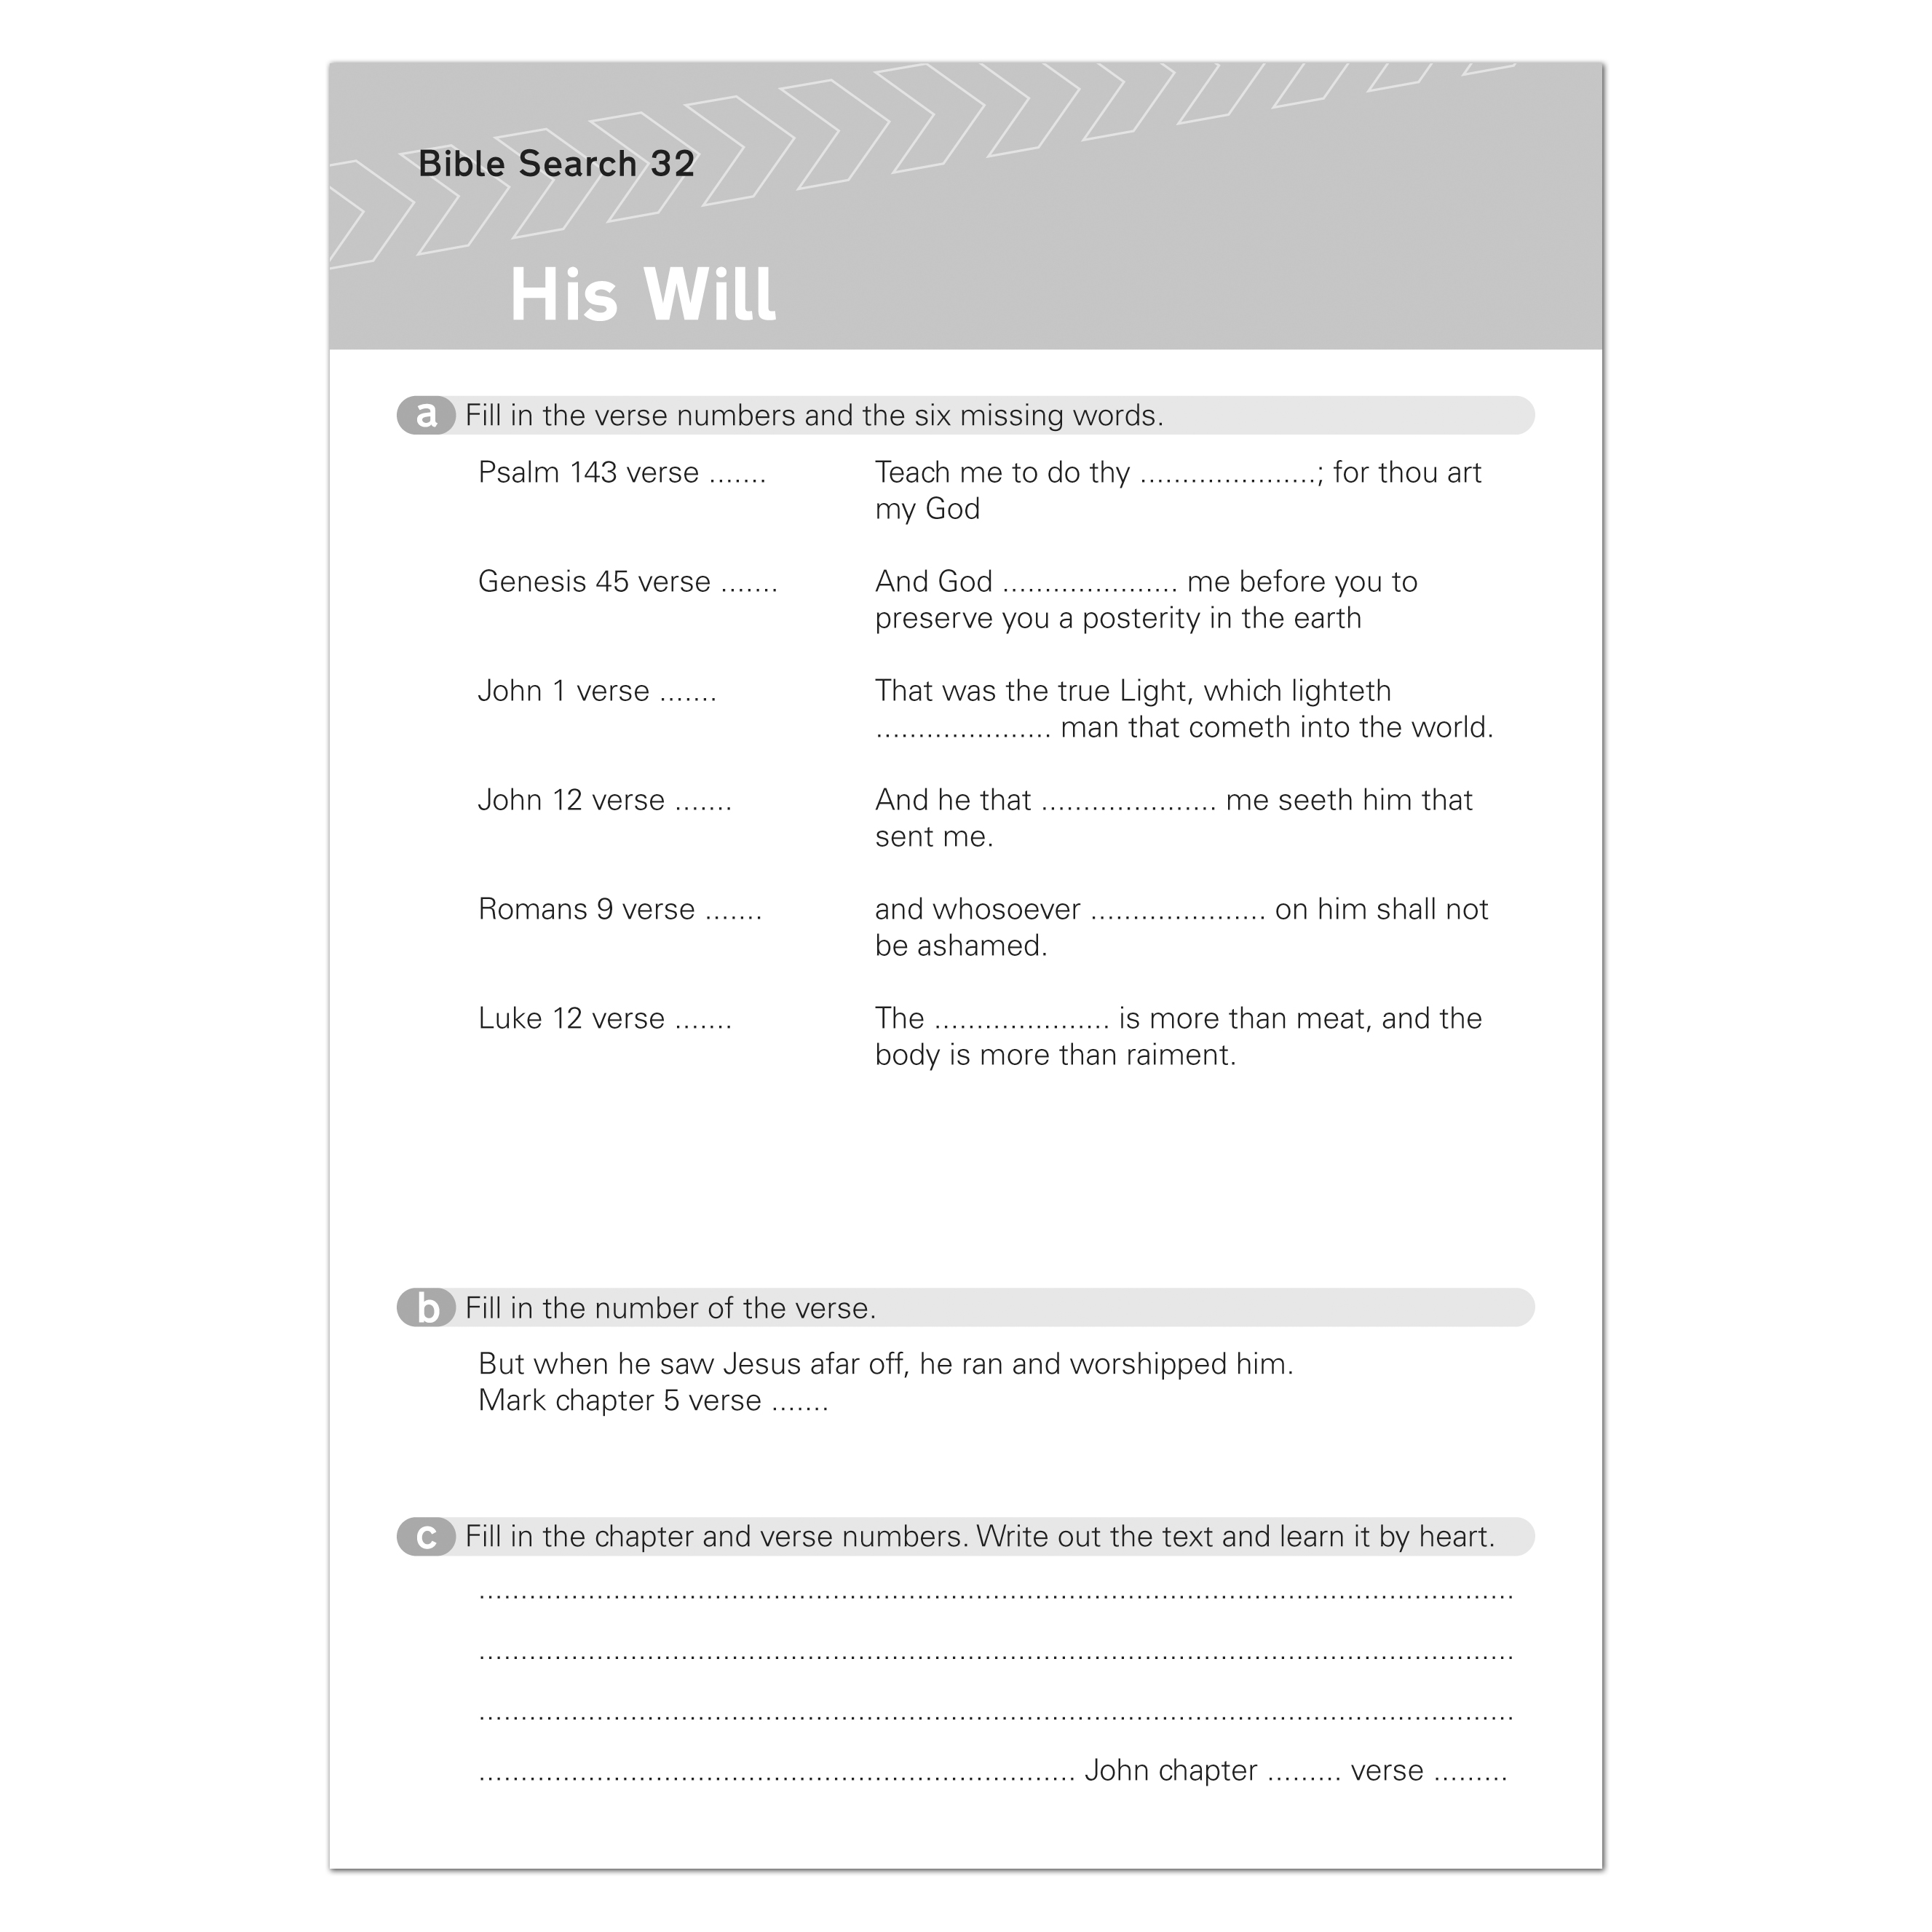 Bible Search 32
His Will
a Fill in the verse numbers and the six missing words.
Psalm 143 verse ....... Teach me to do thy .....................; for thou art
my God
Genesis 45 verse ....... And God ..................... me before you to
preserve you a posterity in the earth
John 1 verse ....... That was the true Light, which lighteth
..................... man that cometh into the world.
John 12 verse ....... And he that ..................... me seeth him that
sent me.
Romans 9 verse ....... and whosoever ..................... on him shall not
be ashamed.
Luke 12 verse ....... The ..................... is more than meat, and the
body is more than raiment.
b Fill in the number of the verse.
But when he saw Jesus afar off, he ran and worshipped him.
Mark chapter 5 verse .......
c Fill in the chapter and verse numbers. Write out the text and learn it by heart.
............................................................................................................................
............................................................................................................................
............................................................................................................................
....................................................................... John chapter ......... verse .........